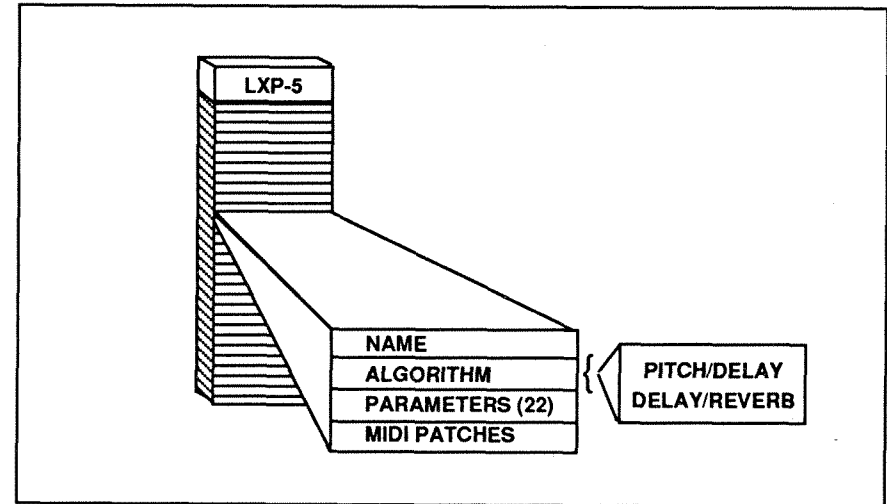 LXP-5
NAME
ALGORITHM
PARAMETERS (22)
MIDI PATCHES
PITCH/DELAY
DELAY/REVERB